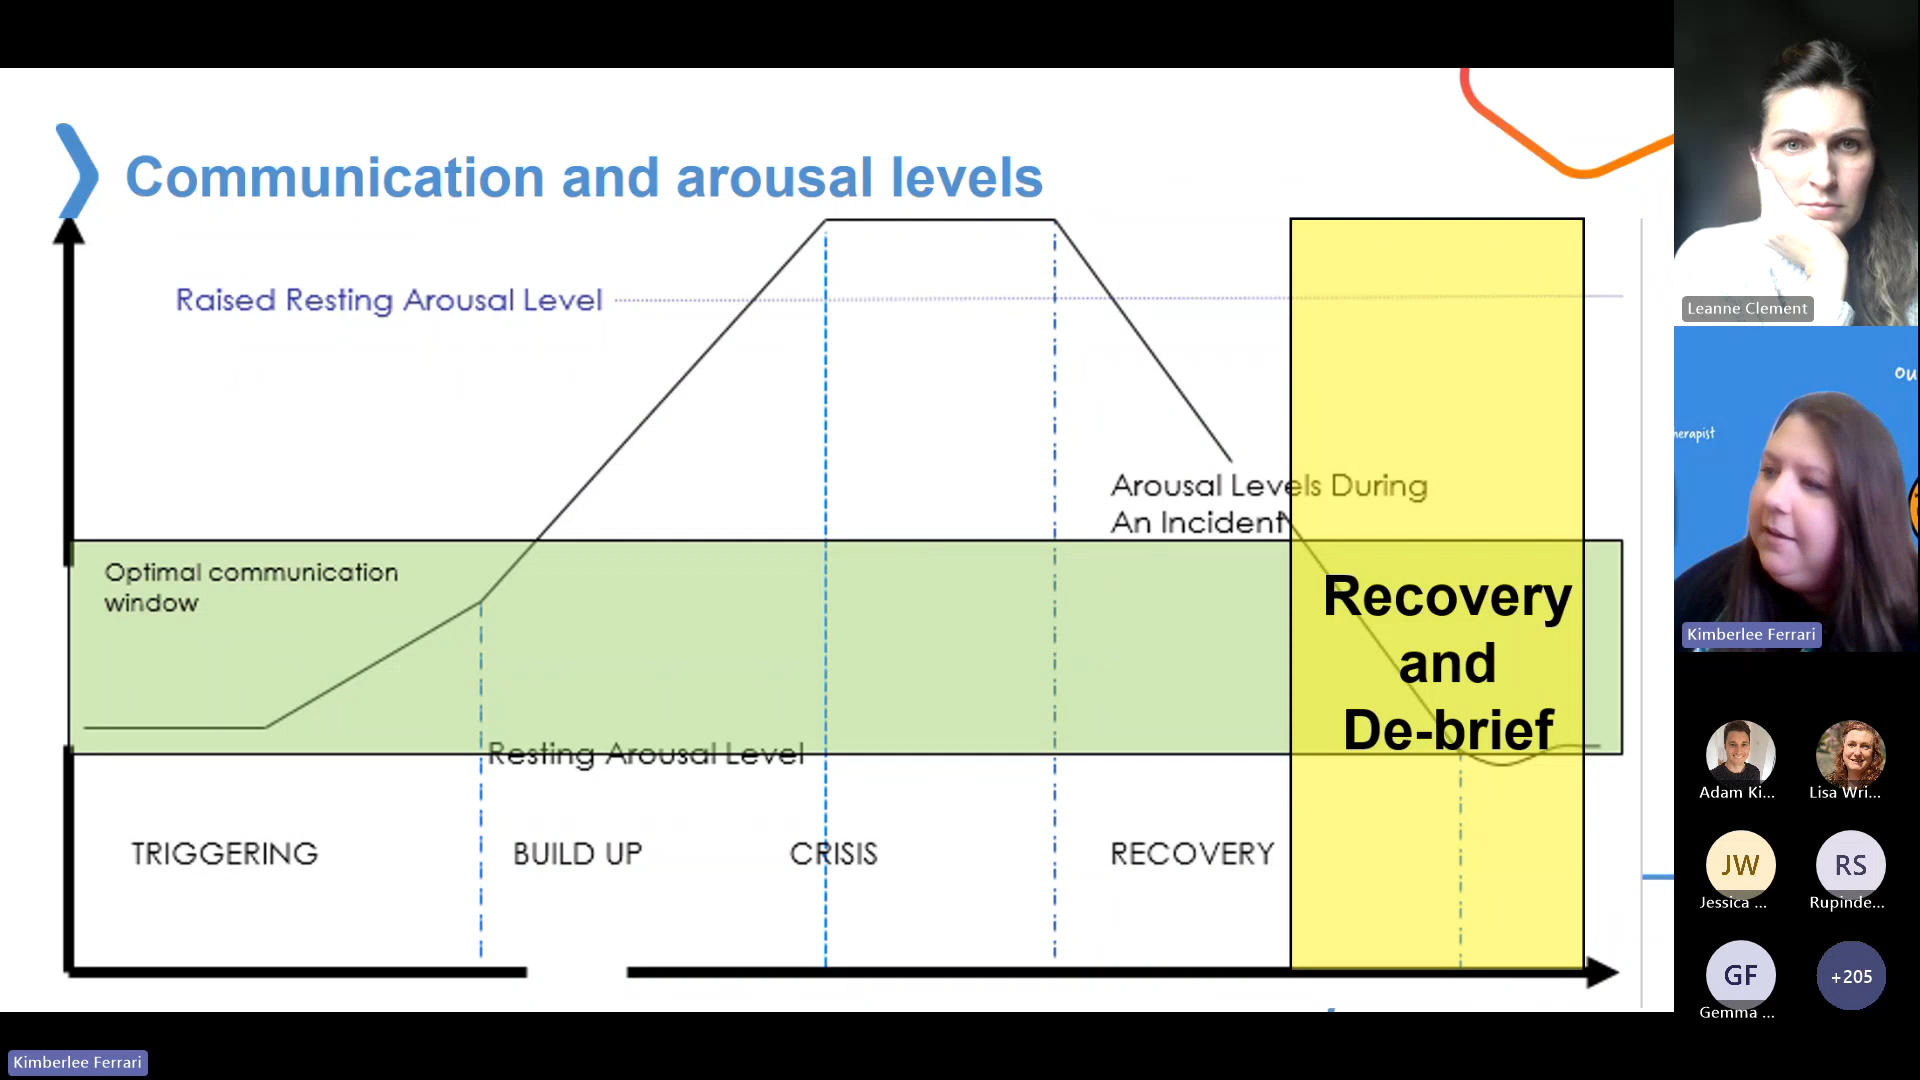 Communication and arousal levels
Raised Resting Arousal Level
Arousal Levels During
An Incident
Optimal communication
window
Recovery
and
De-brief
Resting Arousal Level
TRIGGERING
BUILD UP
CRISIS
RECOVERY
Leanne Clement
ou
herapist
Kimberlee Ferrari
Adam Ki...
Lisa Wri...
JW
RS
Jessica ...
Rupinde...
GF
+205
Gemma ...
Kimberlee Ferrari